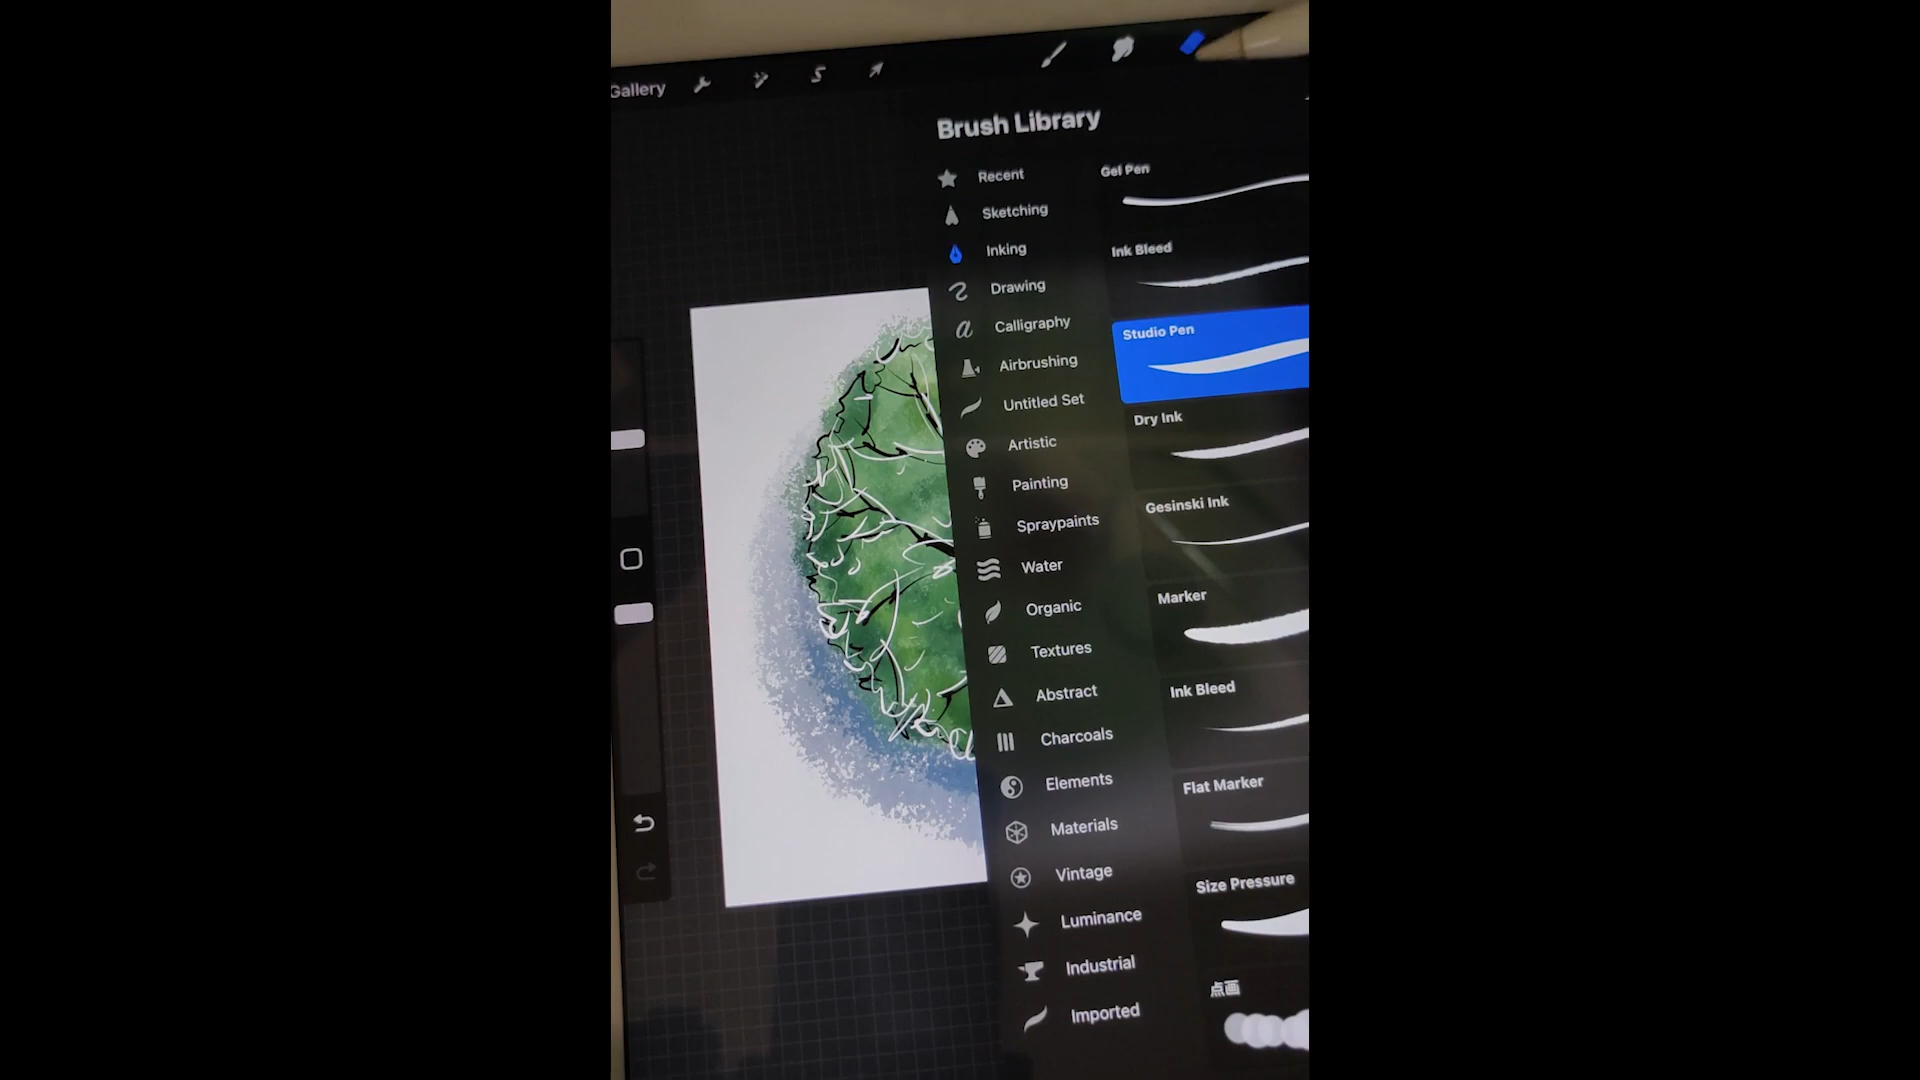 Gallery
Brush Library
Recent
Sketching
Inking
Drawing
Calligraphy
Airbrushing
Untitled Set
Artistic
Painting
Spraypaints
Water
Organic
Textures
Abstract
Charcoals
Elements
Materials
Vintage
Luminance
Industrial
Imported
Gel Pen
Ink Bleed
Studio Pen
Dry Ink
Gesinski Ink
Marker
Ink Bleed
Flat Marker
Size Pressure
点画